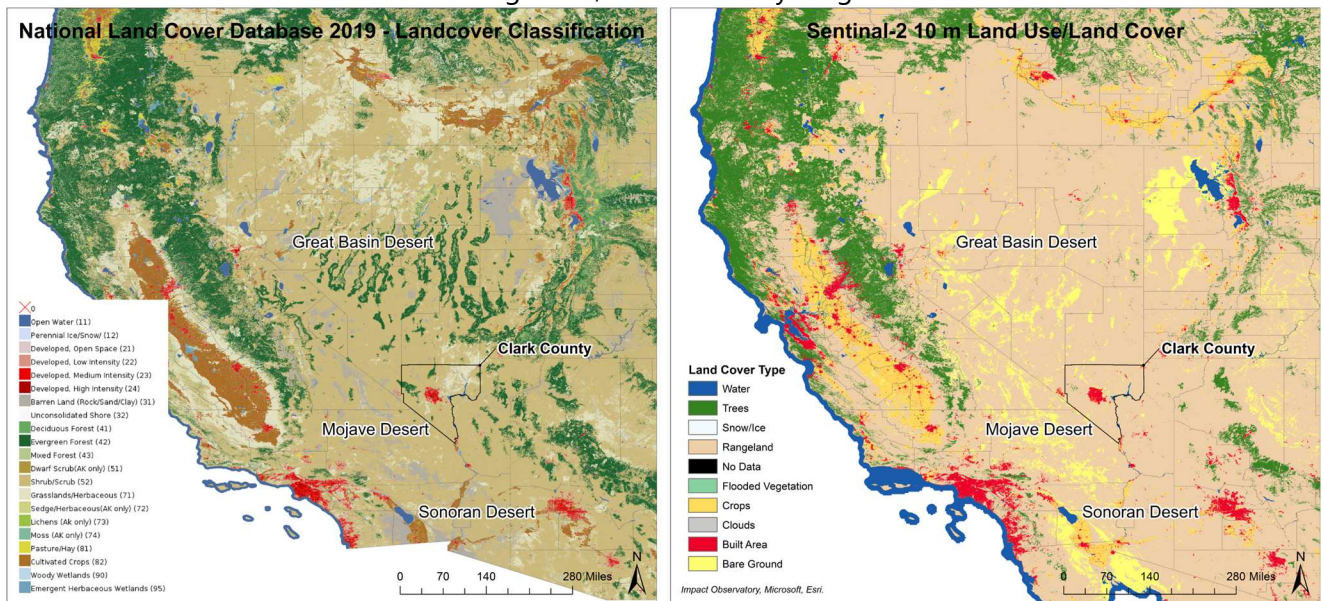 National Land Cover Database 2019 - Landcover Classification
Great Basin Desert
Clark County
Mojave Desert
Sonoran Desert
0
Open Water (11)
Perennial Ice/Snow/ (12)
Developed, Open Space (21)
Developed, Low Intensity (22)
Developed, Medium Intensity (23)
Developed, High Intensity (24)
Barren Land (Rock/Sand/Clay) (31)
Unconsolidated Shore (32)
Deciduous Forest (41)
Evergreen Forest (42)
Mixed Forest (43)
Dwarf Scrub(AK only) (51)
Shrub/Scrub (52)
Grasslands/Herbaceous (71)
Sedge/Herbaceous(AK only) (72)
Lichens (Ak only) (73)
Moss (AK only) (74)
Pasture/Hay (81)
Cultivated Crops (82)
Woody Wetlands (90)
Emergent Herbaceous Wetlands (95)
0 70 140 280 Miles
N
Sentinal-2 10 m Land Use/Land Cover
Great Basin Desert
Clark County
Mojave Desert
Sonoran Desert
Land Cover Type
Water
Trees
Snow/Ice
Rangeland
No Data
Flooded Vegetation
Crops
Clouds
Built Area
Bare Ground
Impact Observatory, Microsoft, Esri.
0 70 140 280 Miles
N